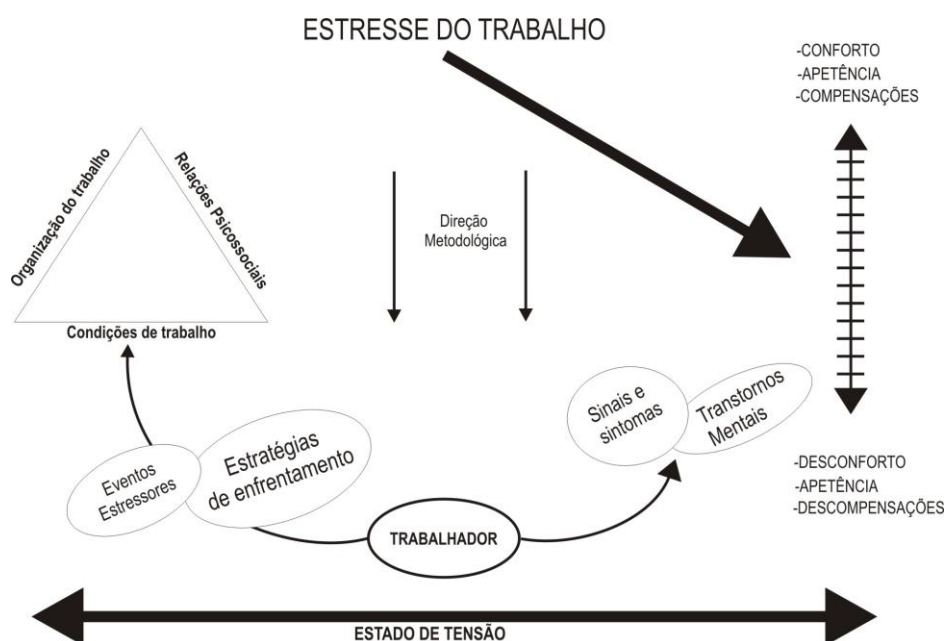 ESTRESSE DO TRABALHO
-CONFORTO
-APETÊNCIA
-COMPENSAÇÕES
Organização do trabalho
Relações Psicossociais
Condições de trabalho
Direção
Metodológica
Eventos
Estressores
Estratégias
de enfrentamento
TRABALHADOR
Sinais e
sintomas
Transtornos
Mentais
-DESCONFORTO
-APETÊNCIA
-DESCOMPENSAÇÕES
ESTADO DE TENSÃO